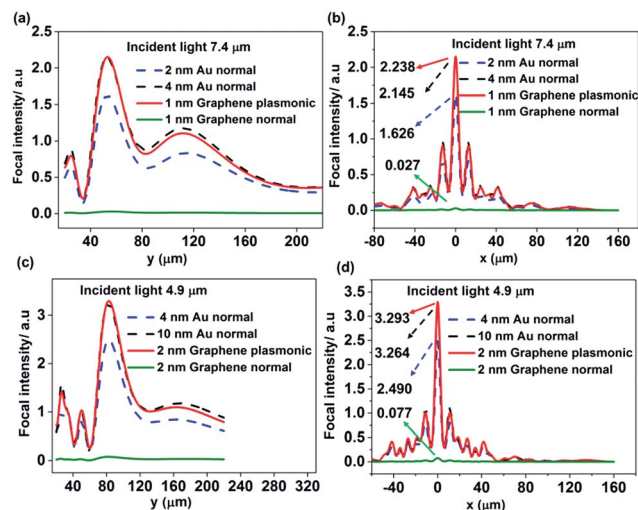 (a)
Incident light 7.4 μm
2 nm Au normal
4 nm Au normal
1 nm Graphene plasmonic
1 nm Graphene normal
Focal intensity/ a.u
2.5
2.0
1.5
1.0
0.5
0.0
40
80
120
160
200
y (μm)
(b)
Incident light 7.4 μm
2 nm Au normal
4 nm Au normal
1 nm Graphene plasmonic
1 nm Graphene normal
2.238
2.145
1.626
0.027
Focal intensity/ a.u
2.5
2.0
1.5
1.0
0.5
0.0
-80
-40
0
40
80
120
160
x (μm)
(c)
Incident light 4.9 μm
4 nm Au normal
10 nm Au normal
2 nm Graphene plasmonic
2 nm Graphene normal
Focal intensity/ a.u
3
2
1
0
40
80
120
160
200
240
280
320
y (μm)
(d)
Incident light 4.9 μm
4 nm Au normal
10 nm Au normal
2 nm Graphene plasmonic
2 nm Graphene normal
3.293
3.264
2.490
0.077
Focal intensity/ a.u
3.5
3.0
2.5
2.0
1.5
1.0
0.5
0.0
-40
0
40
80
120
160
x (μm)